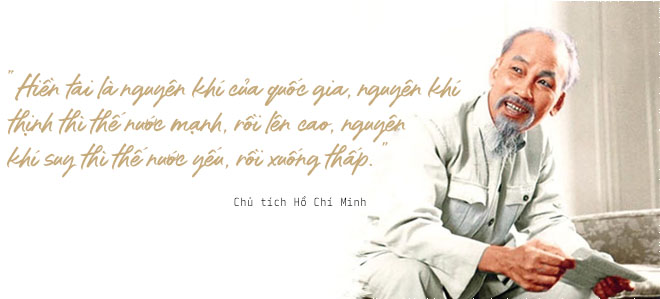 "Hiền tài là nguyên khí của quốc gia, nguyên khí
thịnh thì thế nước mạnh, rồi lên cao, nguyên
khí suy thì thế nước yếu, rồi xuống thấp."
Chủ tịch Hồ Chí Minh